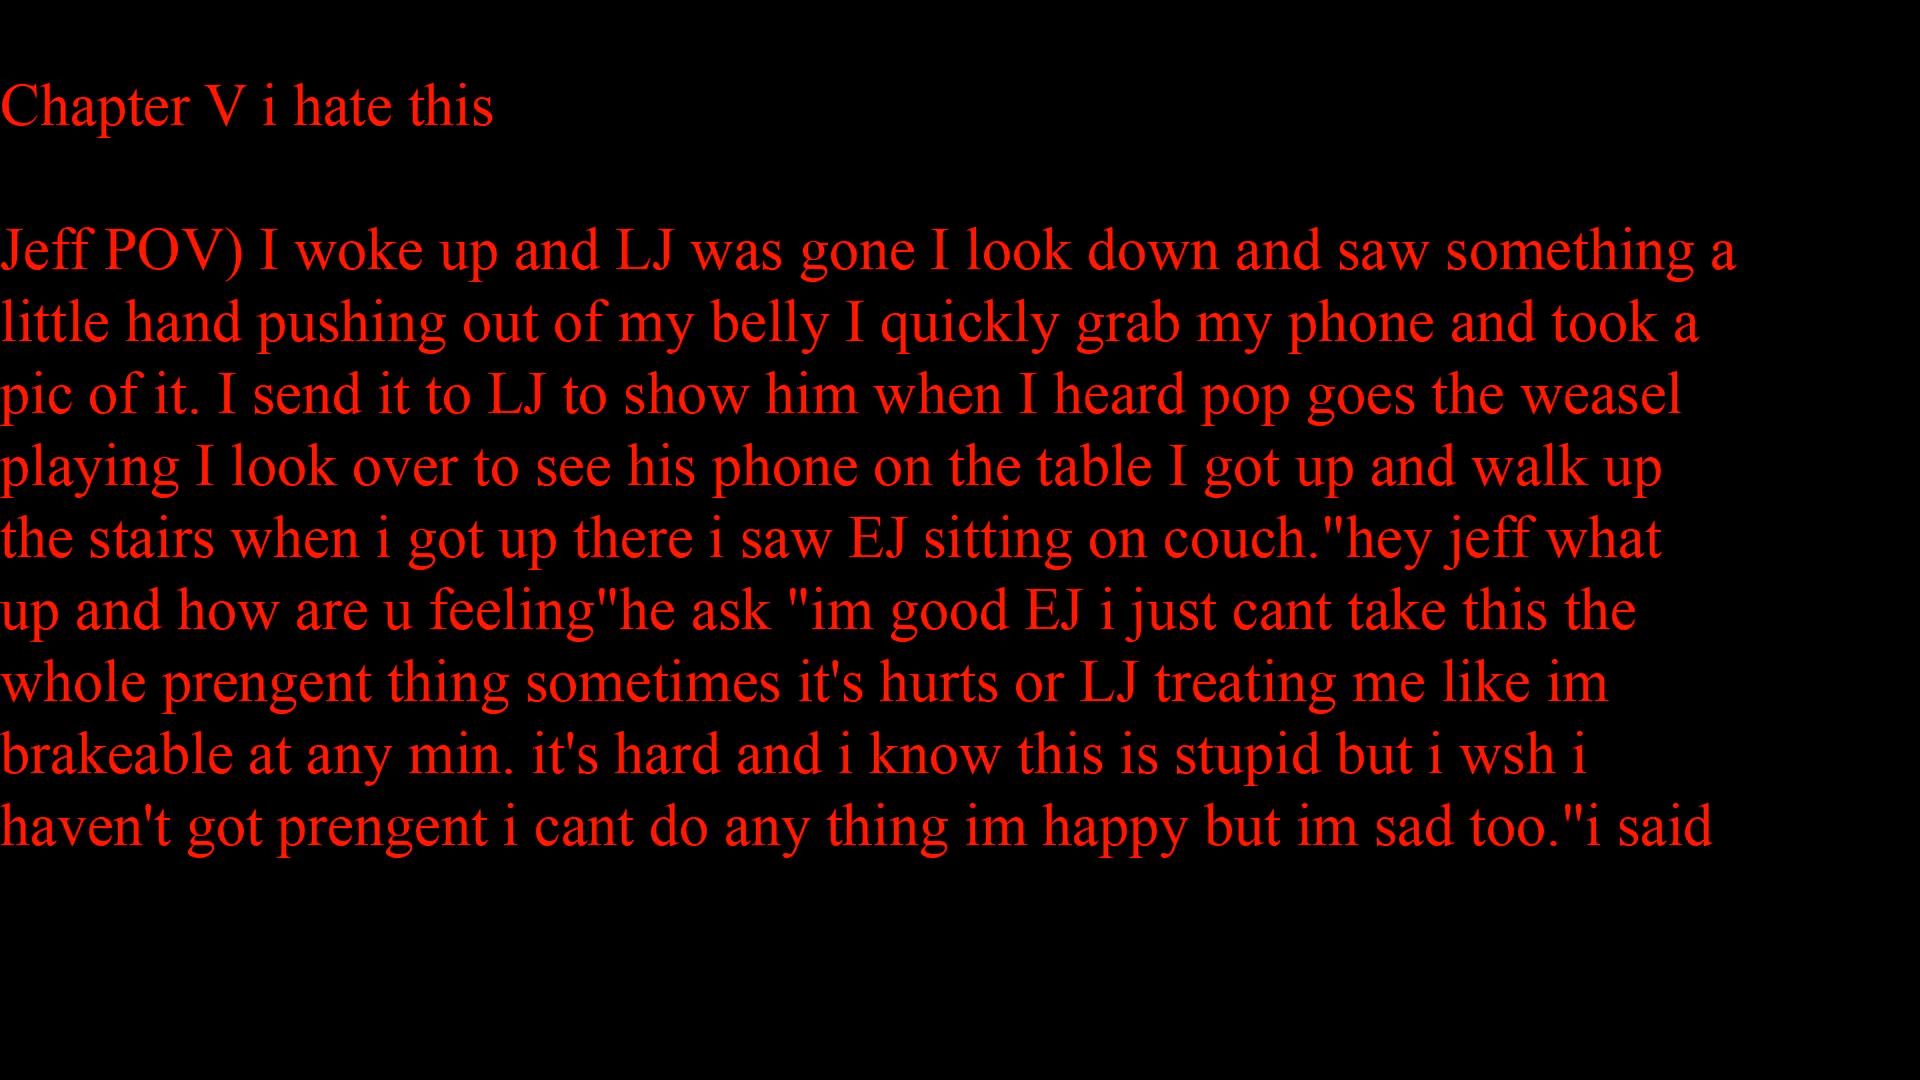 Chapter V i hate this
Jeff POV) I woke up and LJ was gone I look down and saw something a
little hand pushing out of my belly I quickly grab my phone and took a
pic of it. I send it to LJ to show him when I heard pop goes the weasel
playing I look over to see his phone on the table I got up and walk up
the stairs when i got up there i saw EJ sitting on couch."hey jeff what
up and how are u feeling"he ask "im good EJ i just cant take this the
whole prengent thing sometimes it's hurts or LJ treating me like im
brakeable at any min. it's hard and i know this is stupid but i wsh i
haven't got prengent i cant do any thing im happy but im sad too."i said